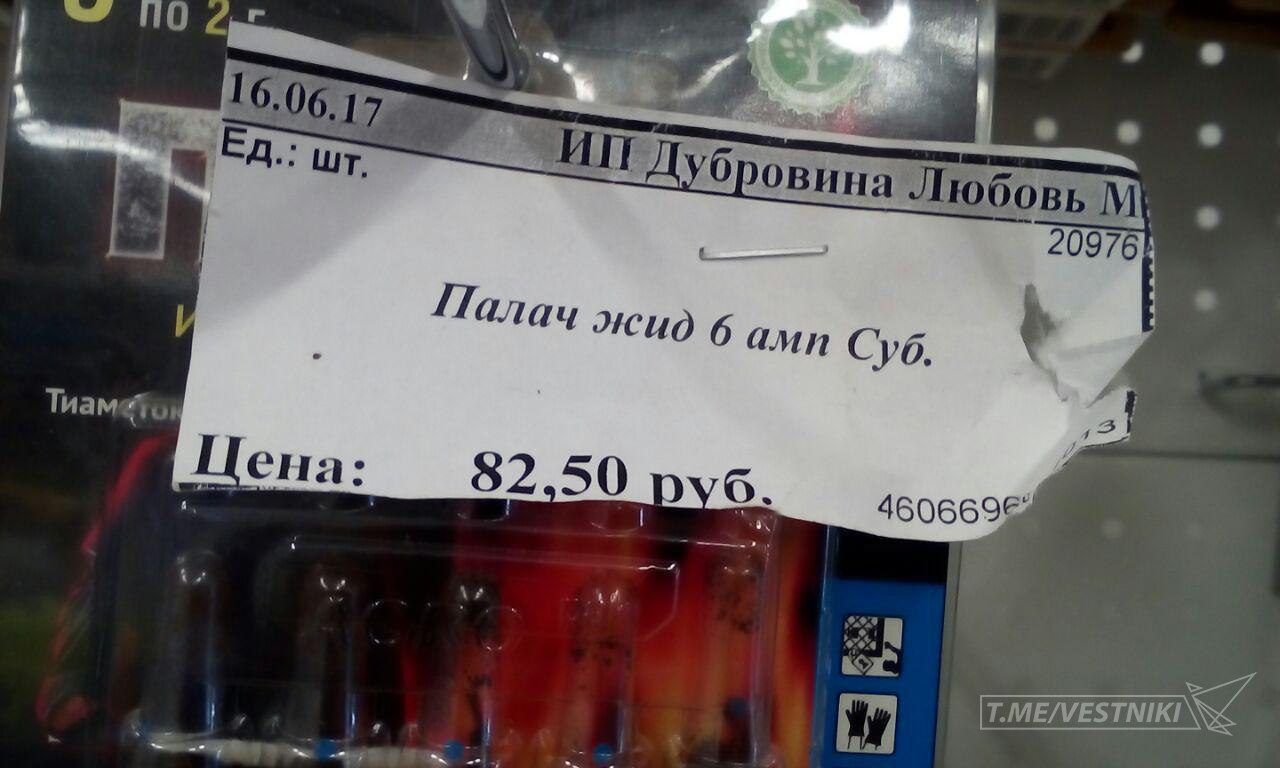 по 2 г
16.06.17
ИП Дубровина Любовь М
Ед.: шт.
20976
Палач жид 6 амп Суб.
Цена: 82,50 руб.
4606696
T.ME/VESTNIKI